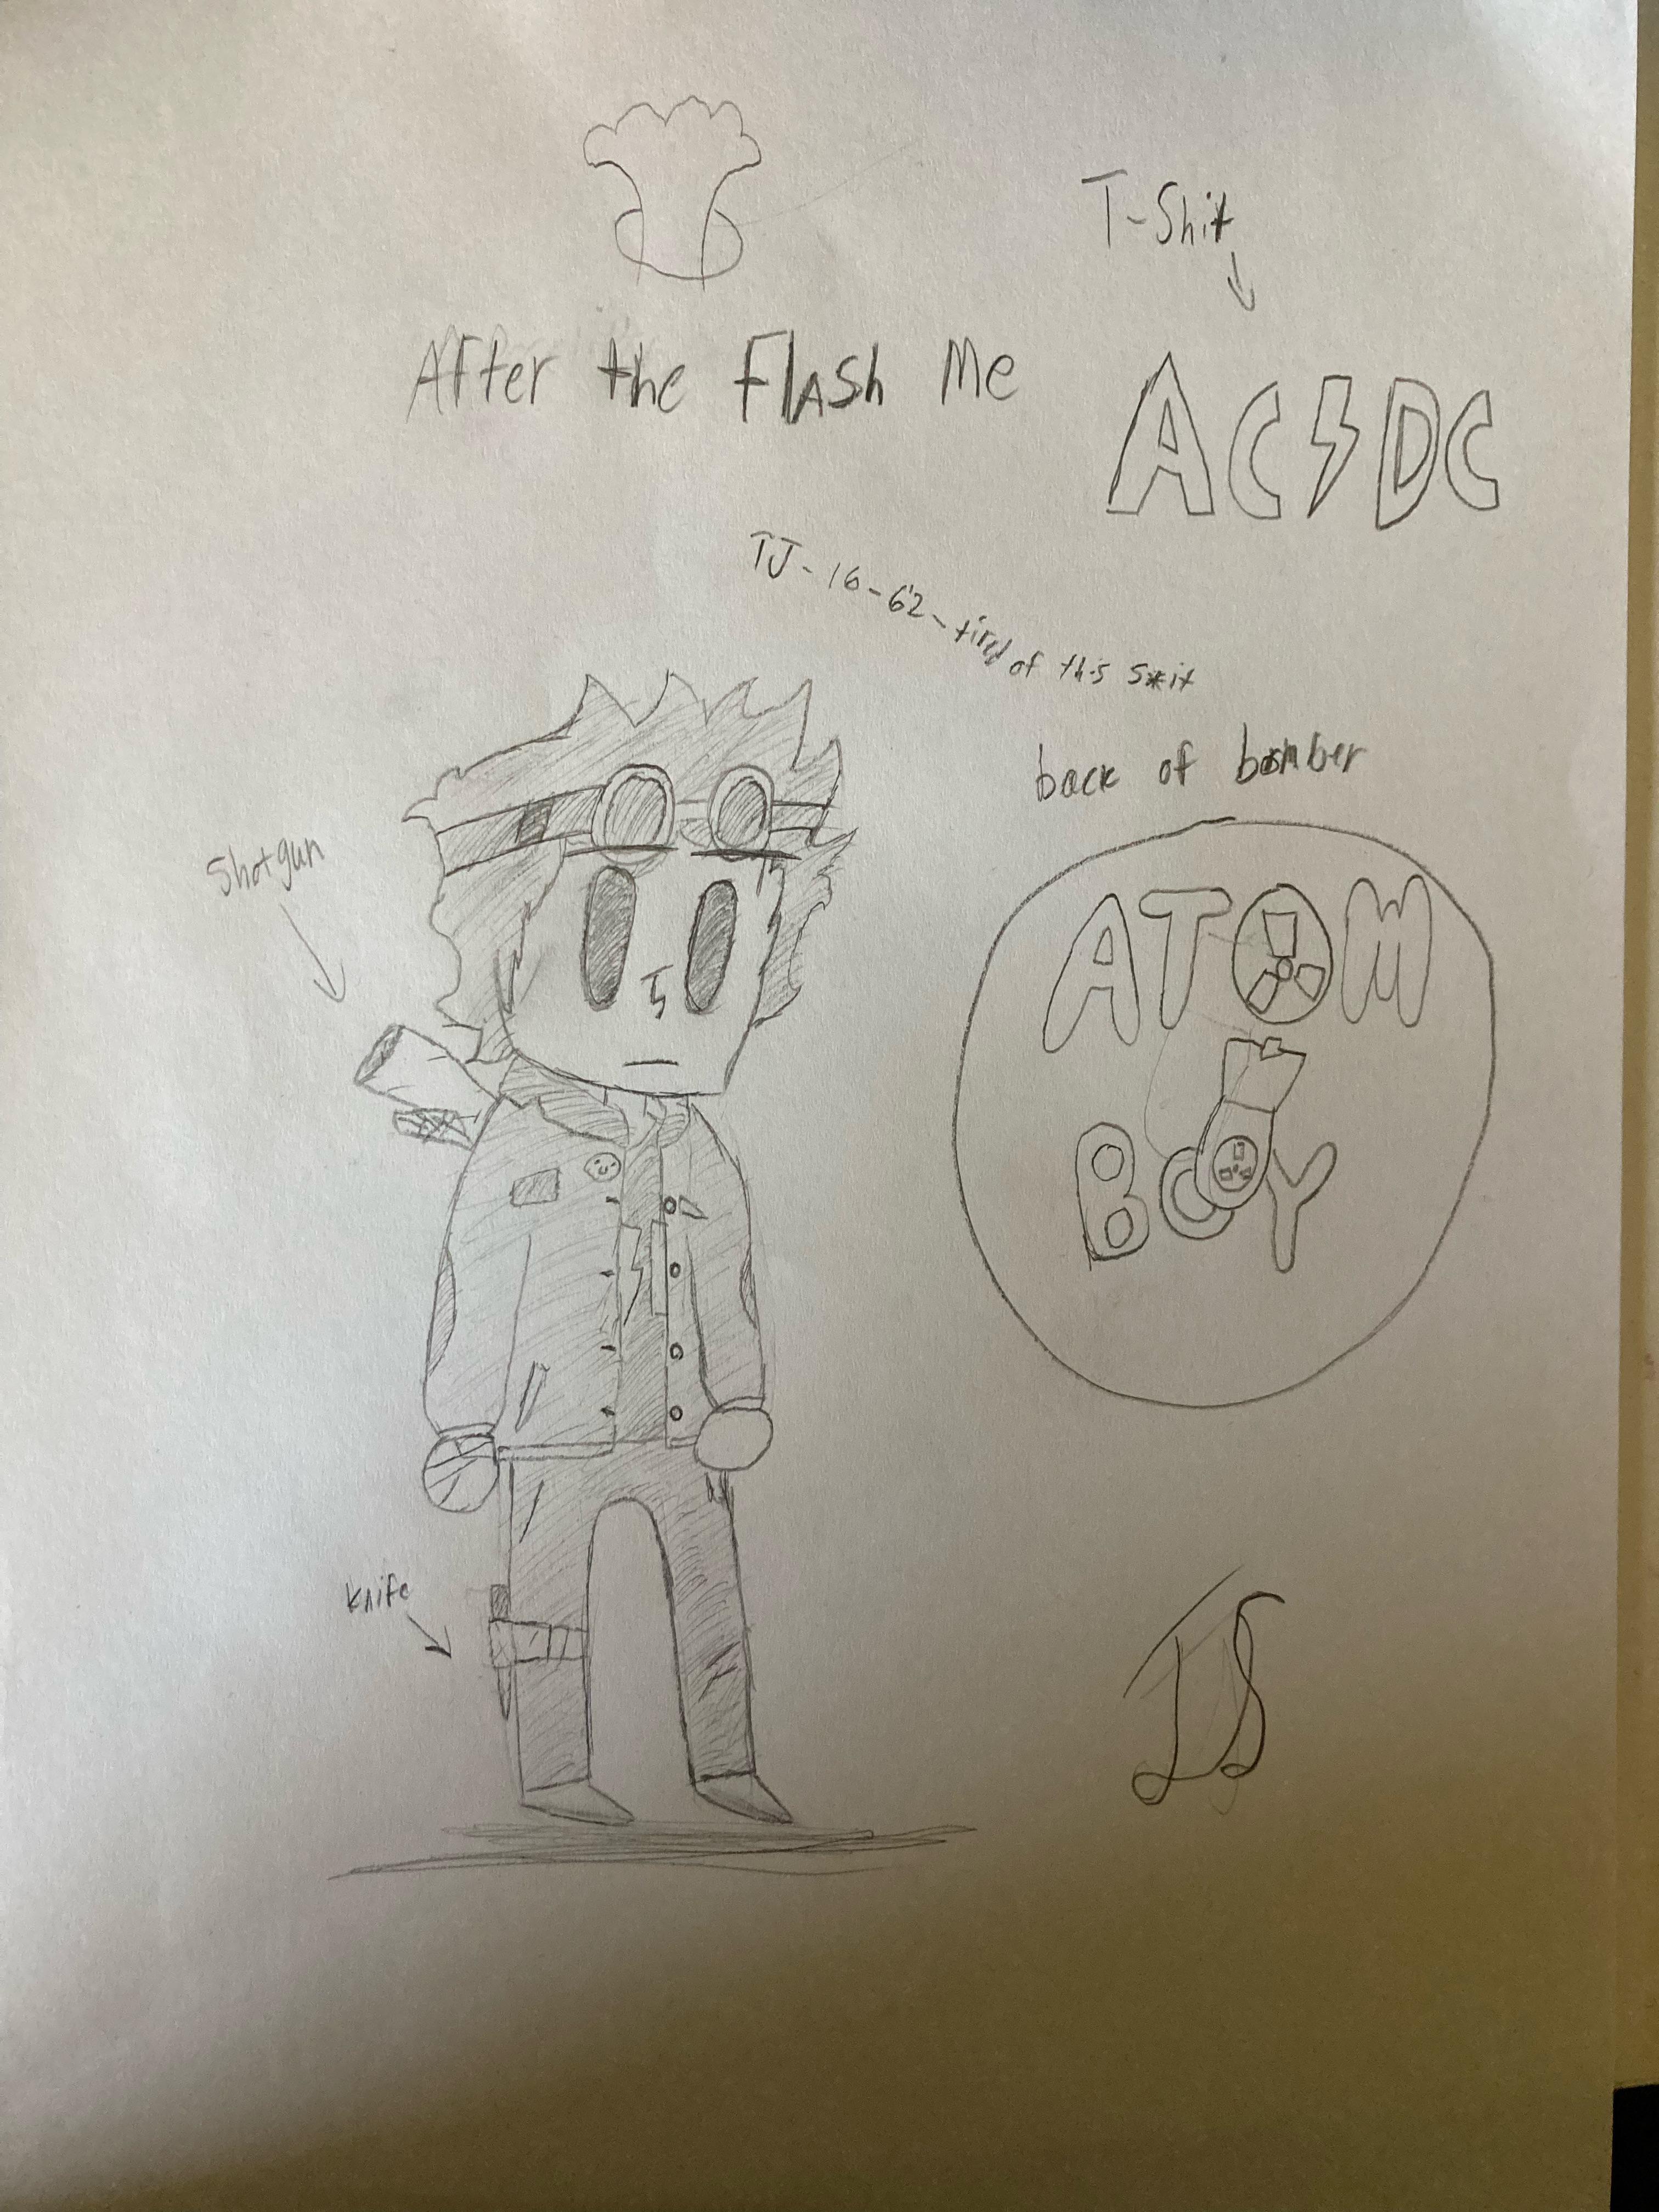 T-Shit
After the Flash Me
AC⚡DC
TJ-16-6'2-tired of this s*it
back of bomber
Shotgun
ATOM
BOY
Knife
JS